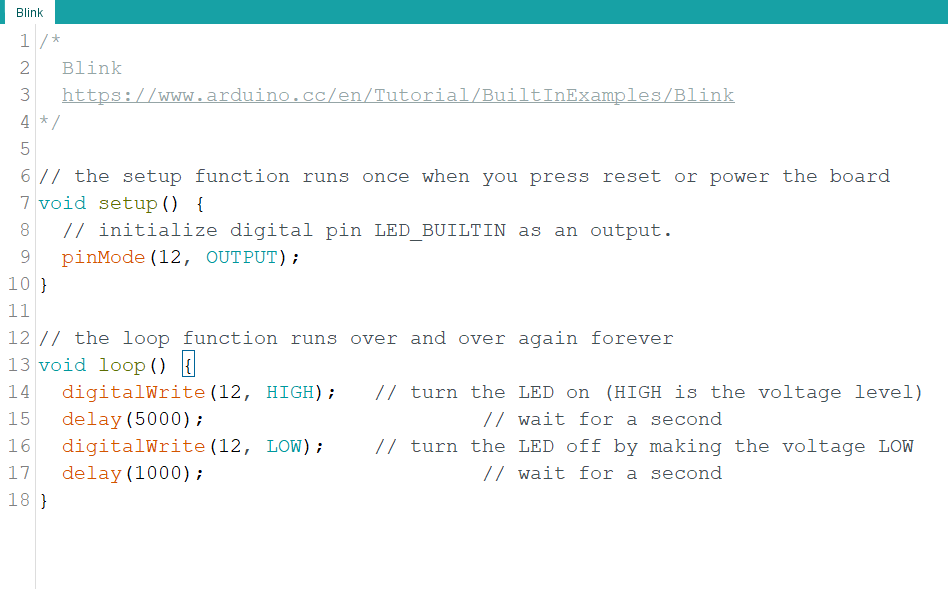 Blink
1 /*
2   Blink
3   https://www.arduino.cc/en/Tutorial/BuiltInExamples/Blink
4 */
5
6 // the setup function runs once when you press reset or power the board
7 void setup() {
8   // initialize digital pin LED_BUILTIN as an output.
9   pinMode(12, OUTPUT);
10 }
11
12 // the loop function runs over and over again forever
13 void loop() {
14   digitalWrite(12, HIGH);   // turn the LED on (HIGH is the voltage level)
15   delay(5000);                       // wait for a second
16   digitalWrite(12, LOW);    // turn the LED off by making the voltage LOW
17   delay(1000);                       // wait for a second
18 }